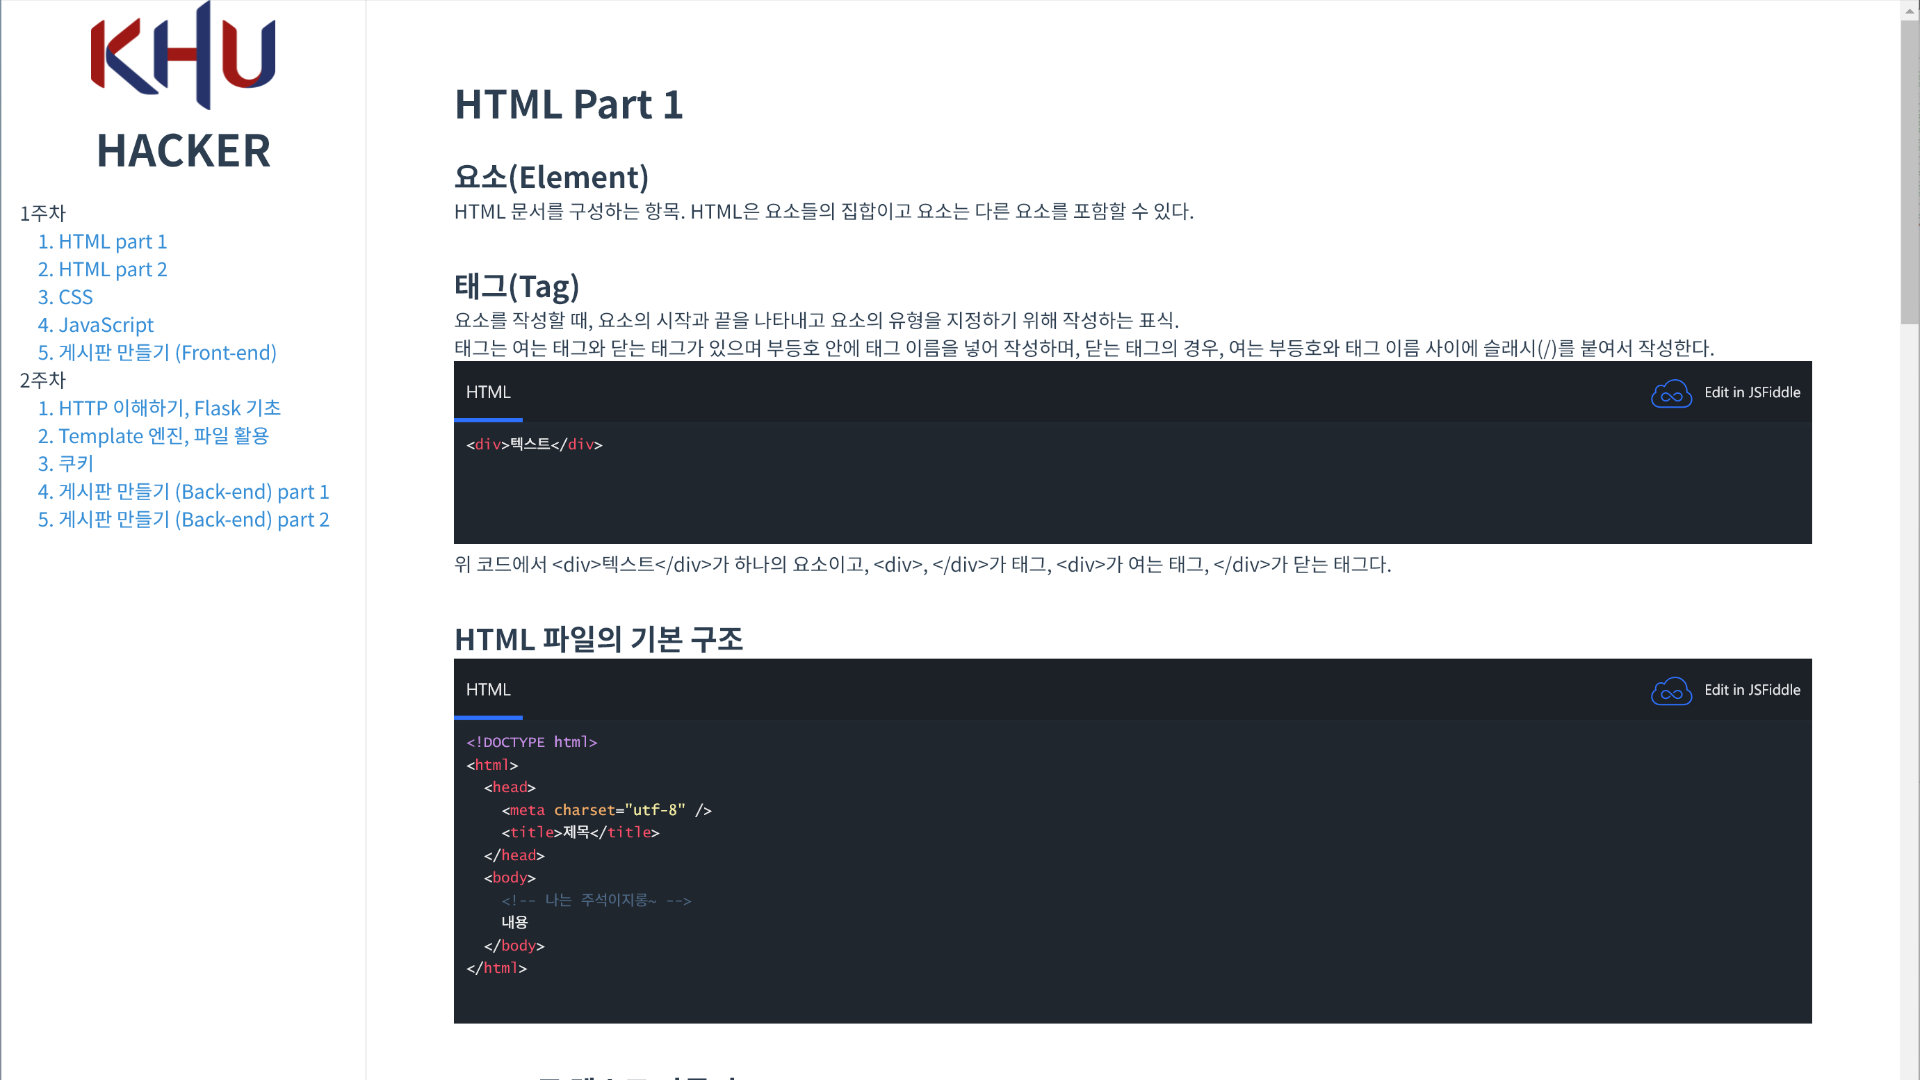 KHU
HACKER
1주차
1. HTML part 1
2. HTML part 2
3. CSS
4. JavaScript
5. 게시판 만들기 (Front-end)
2주차
1. HTTP 이해하기, Flask 기초
2. Template 엔진, 파일 활용
3. 쿠키
4. 게시판 만들기 (Back-end) part 1
5. 게시판 만들기 (Back-end) part 2
HTML Part 1
요소(Element)
HTML 문서를 구성하는 항목. HTML은 요소들의 집합이고 요소는 다른 요소를 포함할 수 있다.
태그(Tag)
요소를 작성할 때, 요소의 시작과 끝을 나타내고 요소의 유형을 지정하기 위해 작성하는 표식.
태그는 여는 태그와 닫는 태그가 있으며 부등호 안에 태그 이름을 넣어 작성하며, 닫는 태그의 경우, 여는 부등호와 태그 이름 사이에 슬래시(/)를 붙여서 작성한다.
HTML
Edit in JSFiddle
<div>텍스트</div>
위 코드에서 <div>텍스트</div>가 하나의 요소이고, <div>, </div>가 태그, <div>가 여는 태그, </div>가 닫는 태그다.
HTML 파일의 기본 구조
HTML
Edit in JSFiddle
<!DOCTYPE html>
<html>
<head>
<meta charset="utf-8" />
<title>제목</title>
</head>
<body>
<!-- 나는 주석이지롱~ -->
내용
</body>
</html>